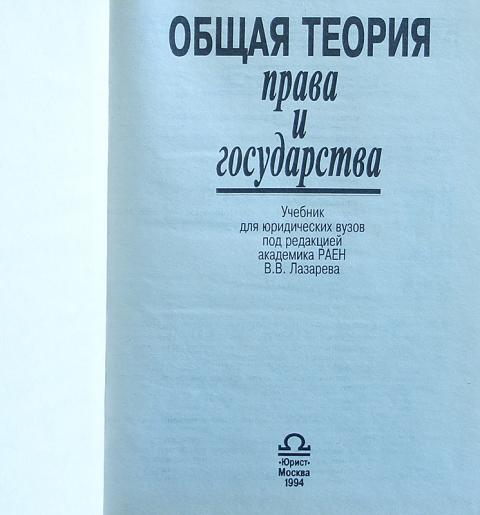 ОБЩАЯ ТЕОРИЯ
права
и
государства
Учебник
для юридических вузов
под редакцией
академика РАЕН
В.В. Лазарева
«Юрист»
Москва
1994